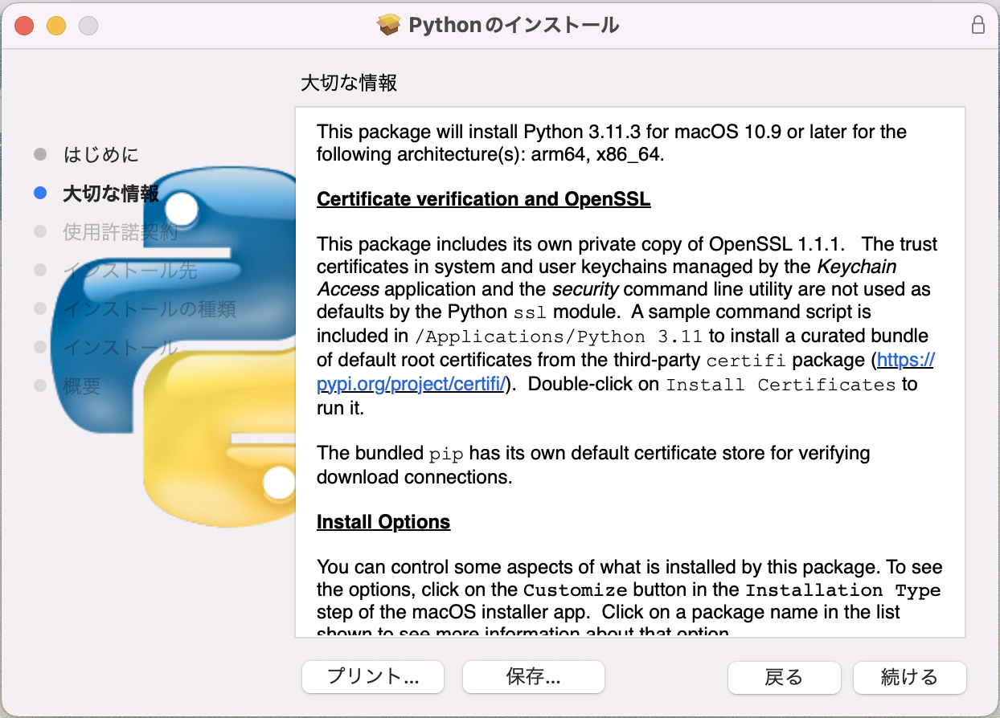 Pythonのインストール
大切な情報
はじめに
大切な情報
使用許諾契約
インストール先
インストールの種類
インストール
概要
This package will install Python 3.11.3 for macOS 10.9 or later for the
following architecture(s): arm64, x86_64.
Certificate verification and OpenSSL
This package includes its own private copy of OpenSSL 1.1.1.   The trust
certificates in system and user keychains managed by the Keychain
Access application and the security command line utility are not used as
defaults by the Python ssl module.  A sample command script is
included in /Applications/Python 3.11 to install a curated bundle
of default root certificates from the third-party certifi package (https://
pypi.org/project/certifi/).  Double-click on Install Certificates to
run it.
The bundled pip has its own default certificate store for verifying
download connections.
Install Options
You can control some aspects of what is installed by this package. To see
the options, click on the Customize button in the Installation Type
step of the macOS installer app.  Click on a package name in the list
shown to see more information about that option.
プリント...
保存...
戻る
続ける